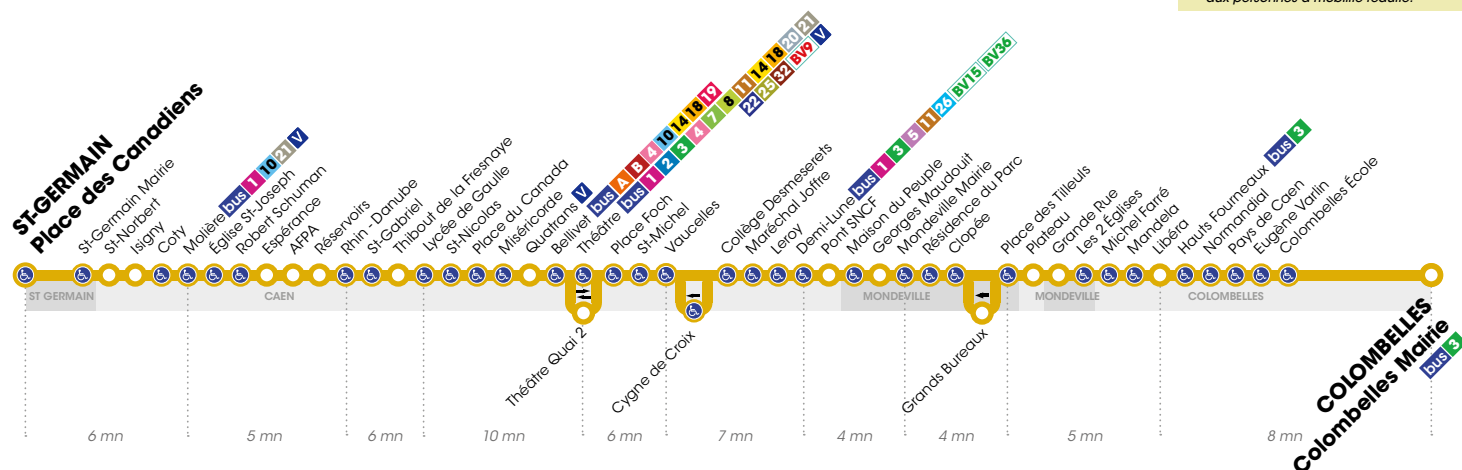 aux personnes à mobilité réduite.
ST-GERMAIN
Place des Canadiens
St-Germain Mairie
St-Norbert
Isigny
Coty
Molière bus 1 10 21 V
Église St-Joseph
Robert Schuman
Espérance
AFPA
Réservoirs
Rhin -Danube
St-Gabriel
Thibout de la Fresnaye
Lycée de Gaulle
St-Nicolas
Place du Canada
Miséricorde
Quatrans V
Bellivet bus A B 4 10 14 18 19
Théâtre bus 1 2 3 4 7 8 11 14 18 20 21
22 25 32 BV9 V
Place Foch
St-Michel
Vaucelles
Collège Desmeserets
Maréchal Joffre
Leroy
Demi-Lune bus 1 3 5 11 26 BV15 BV36
Pont SNCF
Maison du Peuple
Georges Maudouit
Mondeville Mairie
Résidence du Parc
Clopée
Place des Tilleuls
Plateau
Grande Rue
Les 2 Églises
Michel Farré
Mandela
Libéra
Hauts Fourneaux bus 3
Normandial
Pays de Caen
Eugène Varlin
Colombelles École
ST GERMAIN
CAEN
MONDEVILLE
MONDEVILLE
COLOMBELLES
Théâtre Quai 2
Cygne de Croix
Grands Bureaux
COLOMBELLES
Colombelles Mairie
bus 3
6 mn
5 mn
6 mn
10 mn
6 mn
7 mn
4 mn
4 mn
5 mn
8 mn